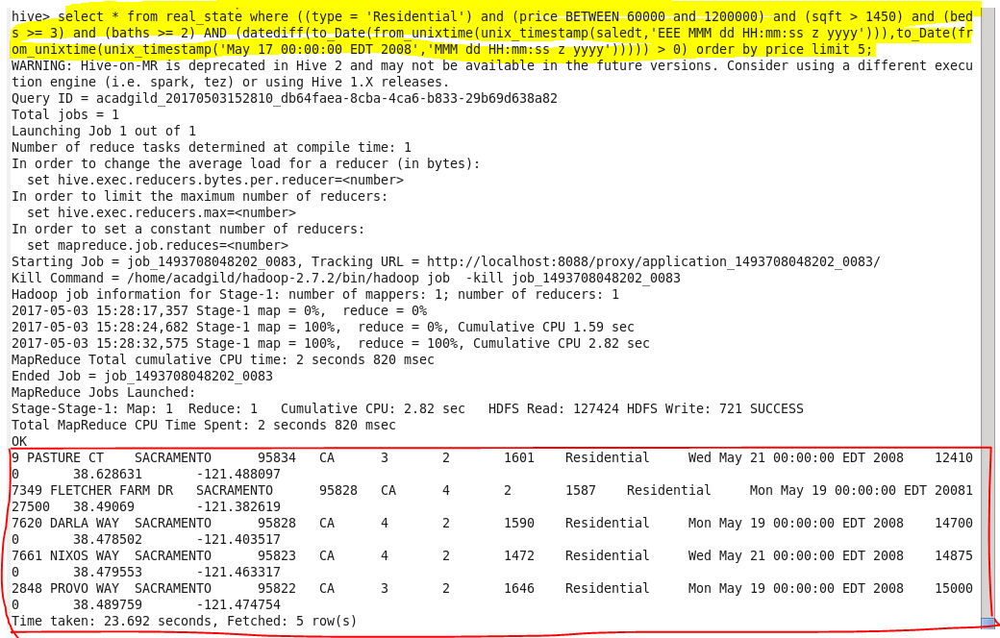 hive> select * from real_state where ((type = 'Residential') and (price BETWEEN 60000 and 1200000) and (sqft > 1450) and (bed
s >= 3) and (baths >= 2) AND (datediff(to_Date(from_unixtime(unix_timestamp(saledt,'EEE MMM dd HH:mm:ss z yyyy'))),to_Date(fr
om_unixtime(unix_timestamp('May 17 00:00:00 EDT 2008','MMM dd HH:mm:ss z yyyy'))))) > 0) order by price limit 5;
WARNING: Hive-on-MR is deprecated in Hive 2 and may not be available in the future versions. Consider using a different execu
tion engine (i.e. spark, tez) or using Hive 1.X releases.
Query ID = acadgild_20170503152810_db64faea-8cba-4ca6-b833-29b69d638a82
Total jobs = 1
Launching Job 1 out of 1
Number of reduce tasks determined at compile time: 1
In order to change the average load for a reducer (in bytes):
  set hive.exec.reducers.bytes.per.reducer=<number>
In order to limit the maximum number of reducers:
  set hive.exec.reducers.max=<number>
In order to set a constant number of reducers:
  set mapreduce.job.reduces=<number>
Starting Job = job_1493708048202_0083, Tracking URL = http://localhost:8088/proxy/application_1493708048202_0083/
Kill Command = /home/acadgild/hadoop-2.7.2/bin/hadoop job  -kill job_1493708048202_0083
Hadoop job information for Stage-1: number of mappers: 1; number of reducers: 1
2017-05-03 15:28:17,357 Stage-1 map = 0%,  reduce = 0%
2017-05-03 15:28:24,682 Stage-1 map = 100%,  reduce = 0%, Cumulative CPU 1.59 sec
2017-05-03 15:28:32,575 Stage-1 map = 100%,  reduce = 100%, Cumulative CPU 2.82 sec
MapReduce Total cumulative CPU time: 2 seconds 820 msec
Ended Job = job_1493708048202_0083
MapReduce Jobs Launched:
Stage-Stage-1: Map: 1  Reduce: 1   Cumulative CPU: 2.82 sec   HDFS Read: 127424 HDFS Write: 721 SUCCESS
Total MapReduce CPU Time Spent: 2 seconds 820 msec
OK
9 PASTURE CT    SACRAMENTO      95834   CA      3       2       1601    Residential     Wed May 21 00:00:00 EDT 2008    12410
0       38.628631       -121.488097
7349 FLETCHER FARM DR   SACRAMENTO      95828   CA      4       2       1587    Residential     Mon May 19 00:00:00 EDT 20081
27500   38.49069        -121.382619
7620 DARLA WAY  SACRAMENTO      95828   CA      4       2       1590    Residential     Mon May 19 00:00:00 EDT 2008    14700
0       38.478502       -121.403517
7661 NIXOS WAY  SACRAMENTO      95823   CA      4       2       1472    Residential     Wed May 21 00:00:00 EDT 2008    14875
0       38.479553       -121.463317
2848 PROVO WAY  SACRAMENTO      95822   CA      3       2       1646    Residential     Mon May 19 00:00:00 EDT 2008    15000
0       38.489759       -121.474754
Time taken: 23.692 seconds, Fetched: 5 row(s)